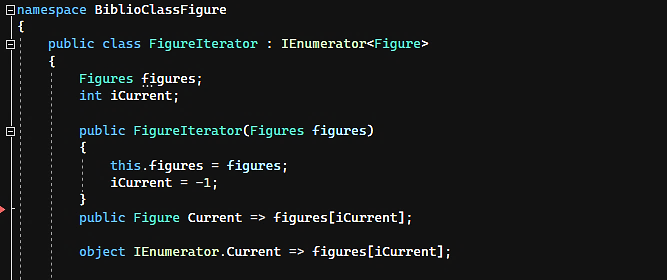 namespace BiblioClassFigure
{
public class FigureIterator : IEnumerator<Figure>
{
Figures figures;
int iCurrent;
public FigureIterator(Figures figures)
{
this.figures = figures;
iCurrent = -1;
}
public Figure Current => figures[iCurrent];
object IEnumerator.Current => figures[iCurrent];